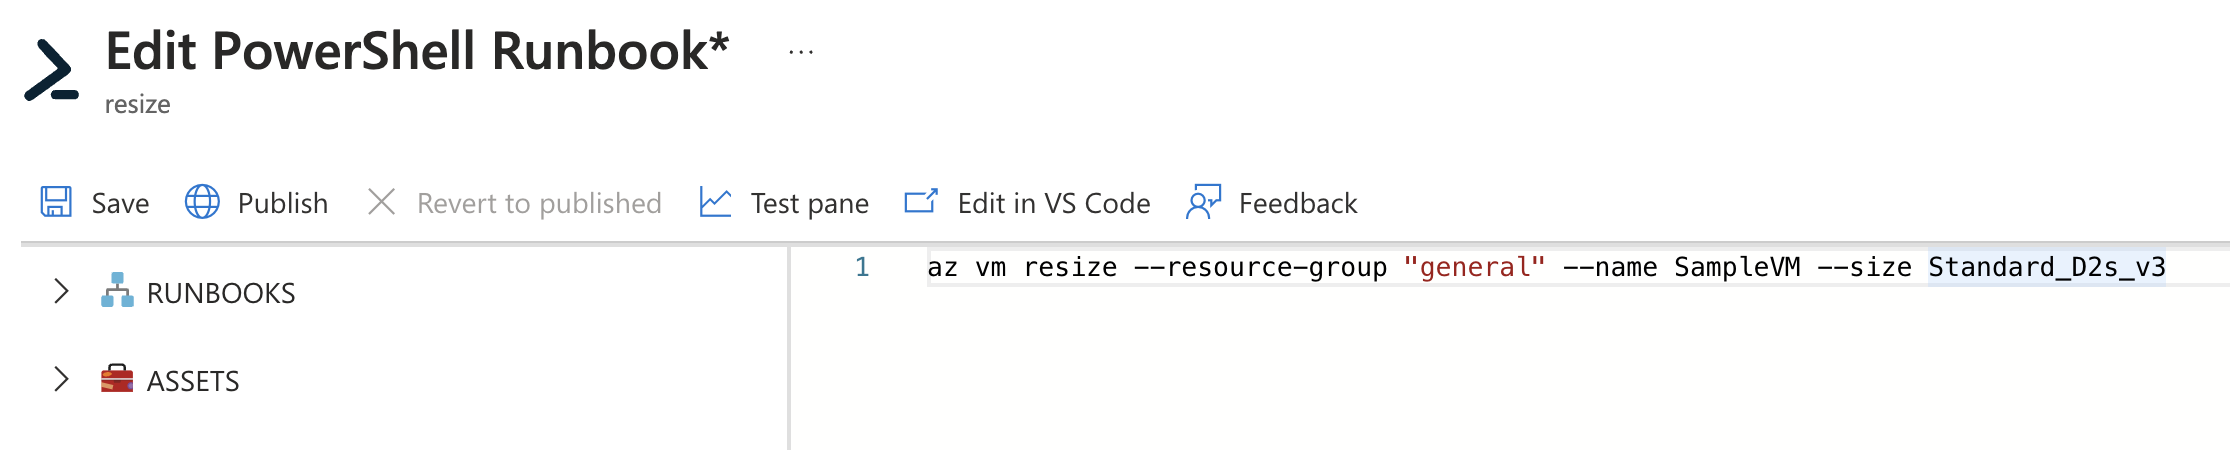 Edit PowerShell Runbook* ...
resize
Save Publish Revert to published Test pane Edit in VS Code Feedback
1 az vm resize --resource-group "general" --name SampleVM --size Standard_D2s_v3
RUNBOOKS
ASSETS